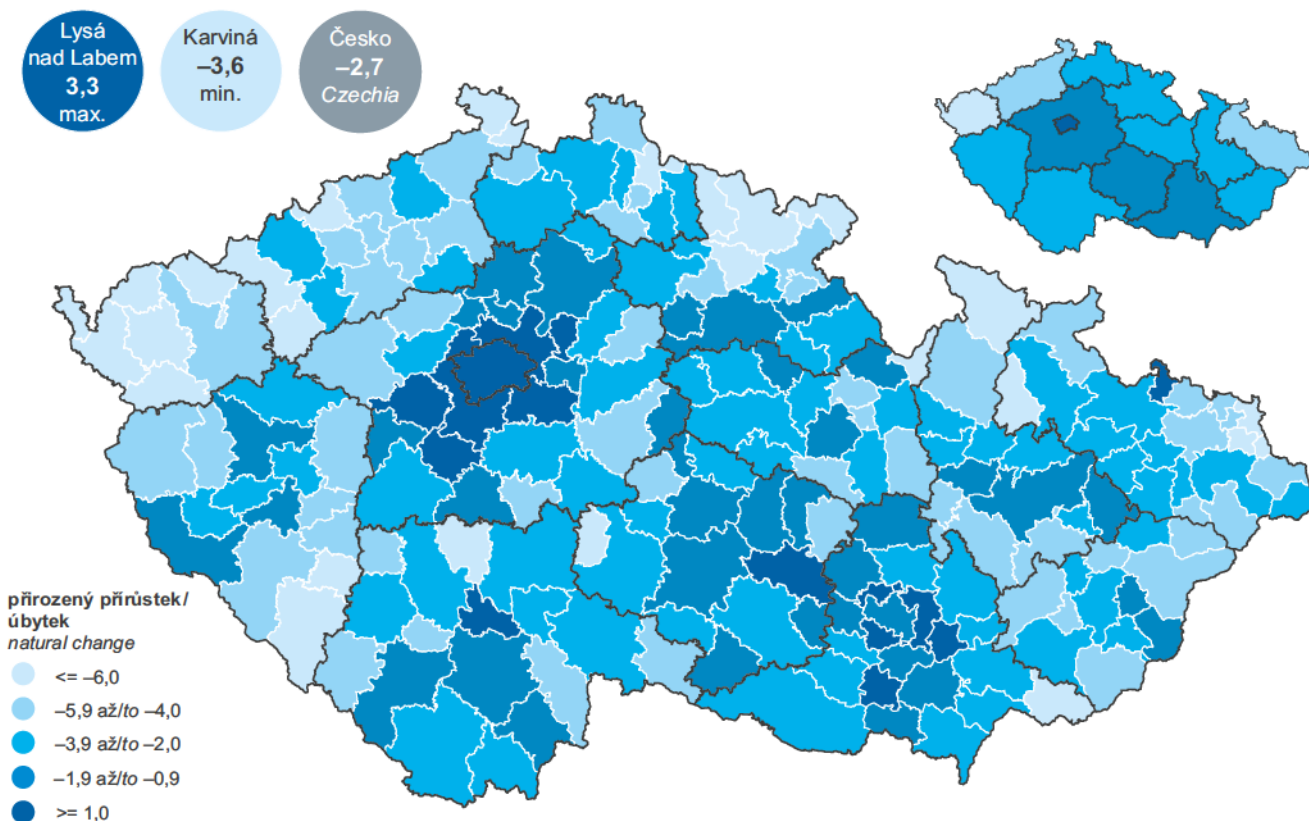 Lysá
nad Labem
3,3
max.
Karviná
–3,6
min.
Česko
–2,7
Czechia
přirozený přírůstek/
úbytek
natural change
<= –6,0
–5,9 až/to –4,0
–3,9 až/to –2,0
–1,9 až/to –0,9
>= 1,0